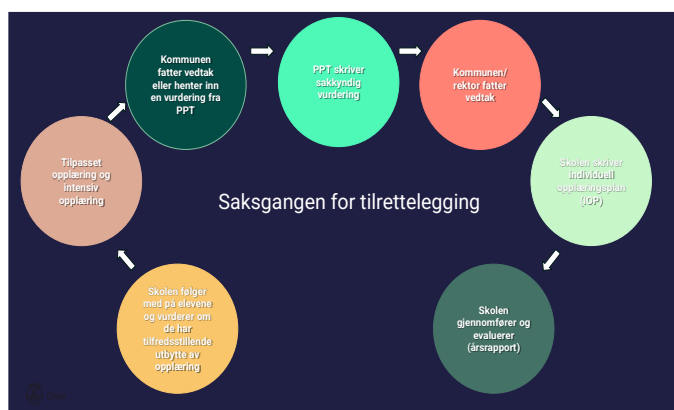 Kommunen
fatter vedtak
eller henter inn
en vurdering fra
PPT
PPT skriver
sakkyndig
vurdering
Kommunen/
rektor fatter
vedtak
Tilpasset
opplæring og
intensiv
opplæring
Skolen skriver
individuell
opplæringsplan
(IOP)
Saksgangen for tilrettelegging
Skolen følger
med på elevene
og vurderer om
de har
tilfredsstillende
utbytte av
opplæring
Skolen
gjennomfører og
evaluerer
(årsrapport)